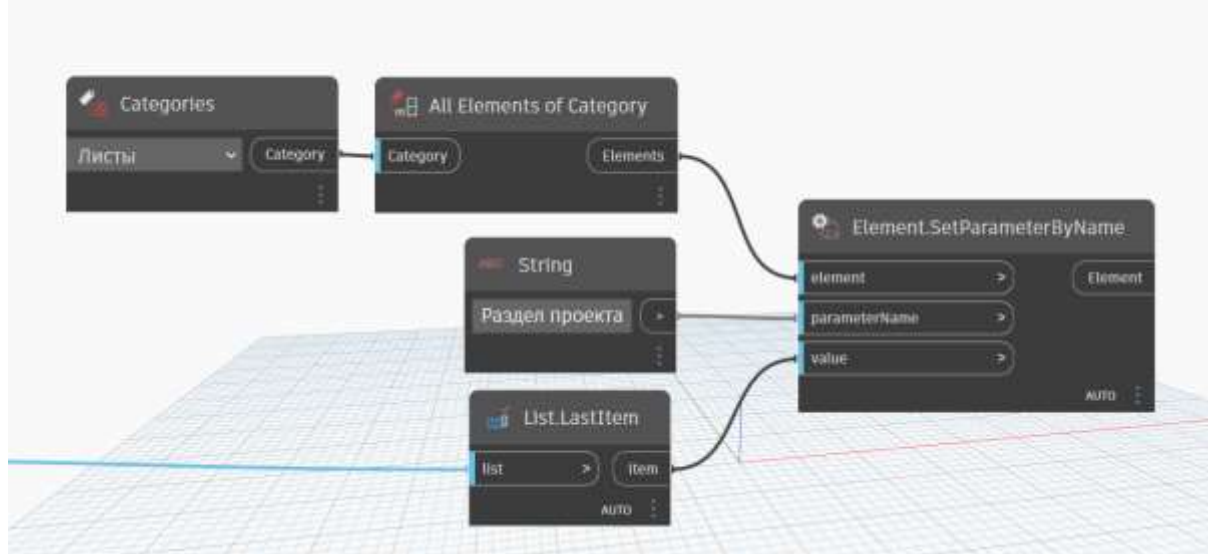 Categories
Листы
Category
All Elements of Category
Category
Elements
String
Раздел проекта
>
List.LastItem
list
>
item
AUTO
Element.SetParameterByName
element
>
Element
parameterName
>
value
>
AUTO